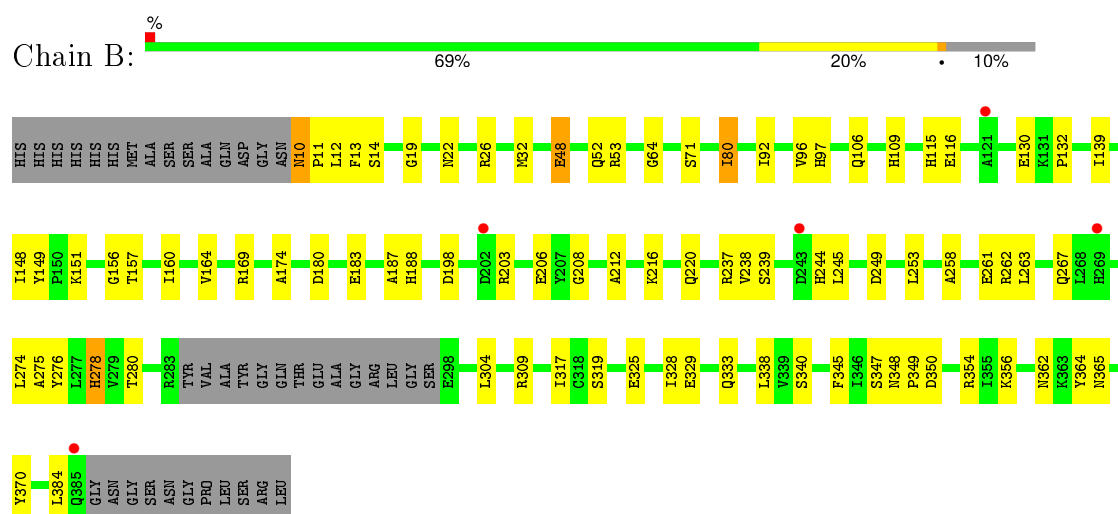 %
Chain B:
69% 20% • 10%
HIS HIS HIS HIS HIS HIS MET ALA SER SER ALA GLN ASP GLY ASN N10 P11 L12 F13 S14 G19 N22 R26 M32 E48 Q52 R53 G64 S71 I80 I92 V96 H97 Q106 H109 H115 E116 A121 E130 K131 P132 I139
I148 Y149 P150 K151 G156 T157 I160 V164 R169 A174 D180 E183 A187 H188 D198 D202 R203 E206 Y207 G208 A212 K216 Q220 R237 V238 S239 D243 H244 L245 D249 L253 A258 E261 R262 L263 Q267 L268 H269
L274 A275 Y276 L277 H278 V279 T280 R283 TYR VAL ALA TYR GLY GLN THR GLU ALA GLY ARG LEU GLY SER E298 L304 R309 I317 C318 S319 E325 I328 E329 Q333 L338 V339 S340 F345 I346 S347 N348 P349 D350 R354 I355 K356 N362 K363 Y364 N365
Y370 L384 Q385 GLY ASN GLY SER ASN GLY PRO LEU SER ARG LEU